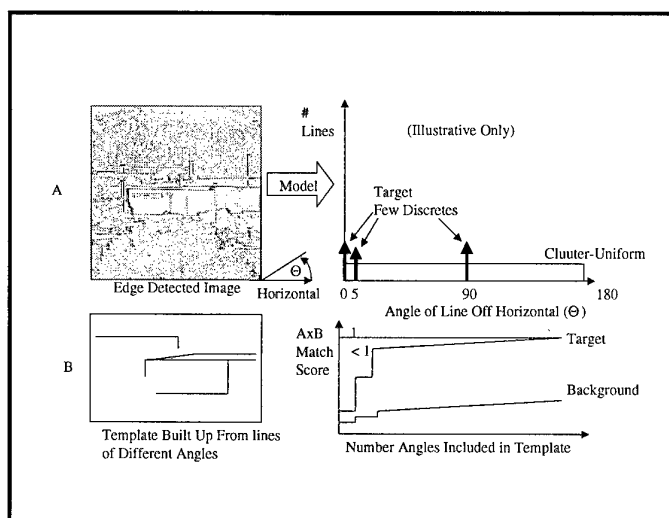 #
Lines
(Illustrative Only)
A
Model
Target
Few Discretes
Cluuter-Uniform
Θ
Edge Detected Image
Horizontal
0 5
90
180
Angle of Line Off Horizontal (Θ)
B
AxB
Match
Score
1
< 1
Target
Background
Template Built Up From lines
of Different Angles
Number Angles Included in Template